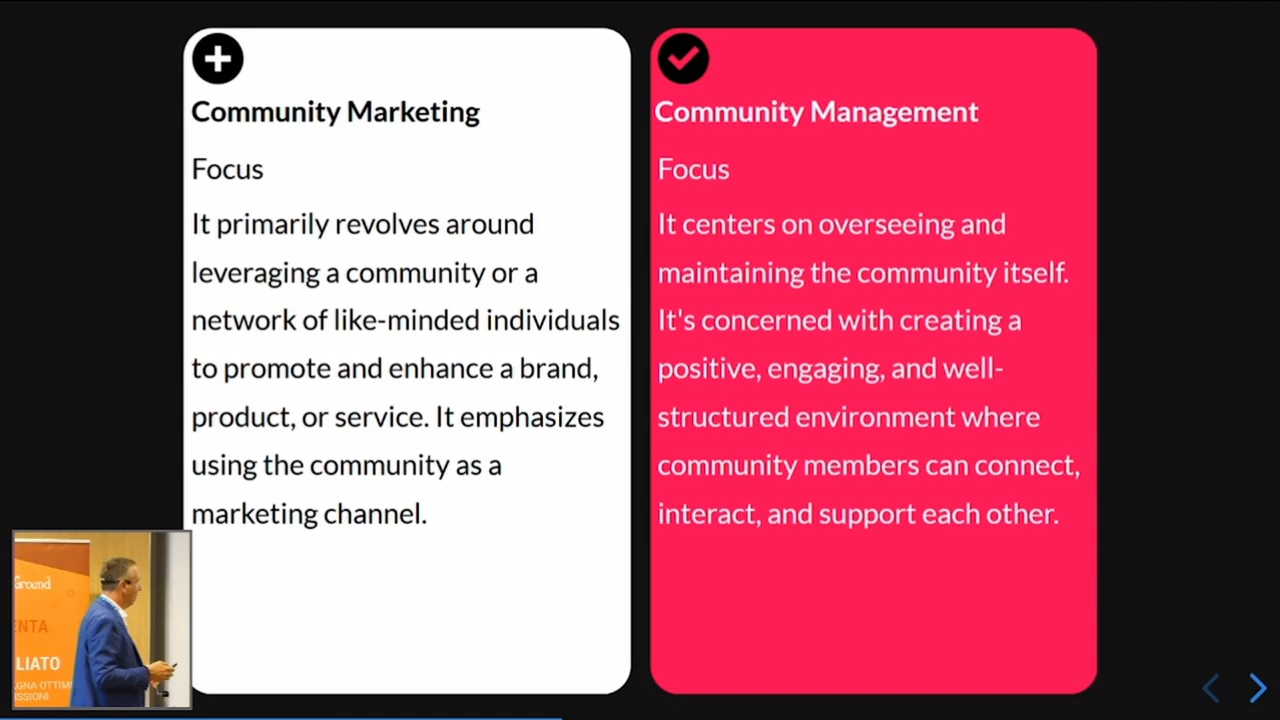 Community Marketing
Focus
It primarily revolves around
leveraging a community or a
network of like-minded individuals
to promote and enhance a brand,
product, or service. It emphasizes
using the community as a
marketing channel.
Community Management
Focus
It centers on overseeing and
maintaining the community itself.
It's concerned with creating a
positive, engaging, and well-
structured environment where
community members can connect,
interact, and support each other.
Ground
ENTA
LIATO